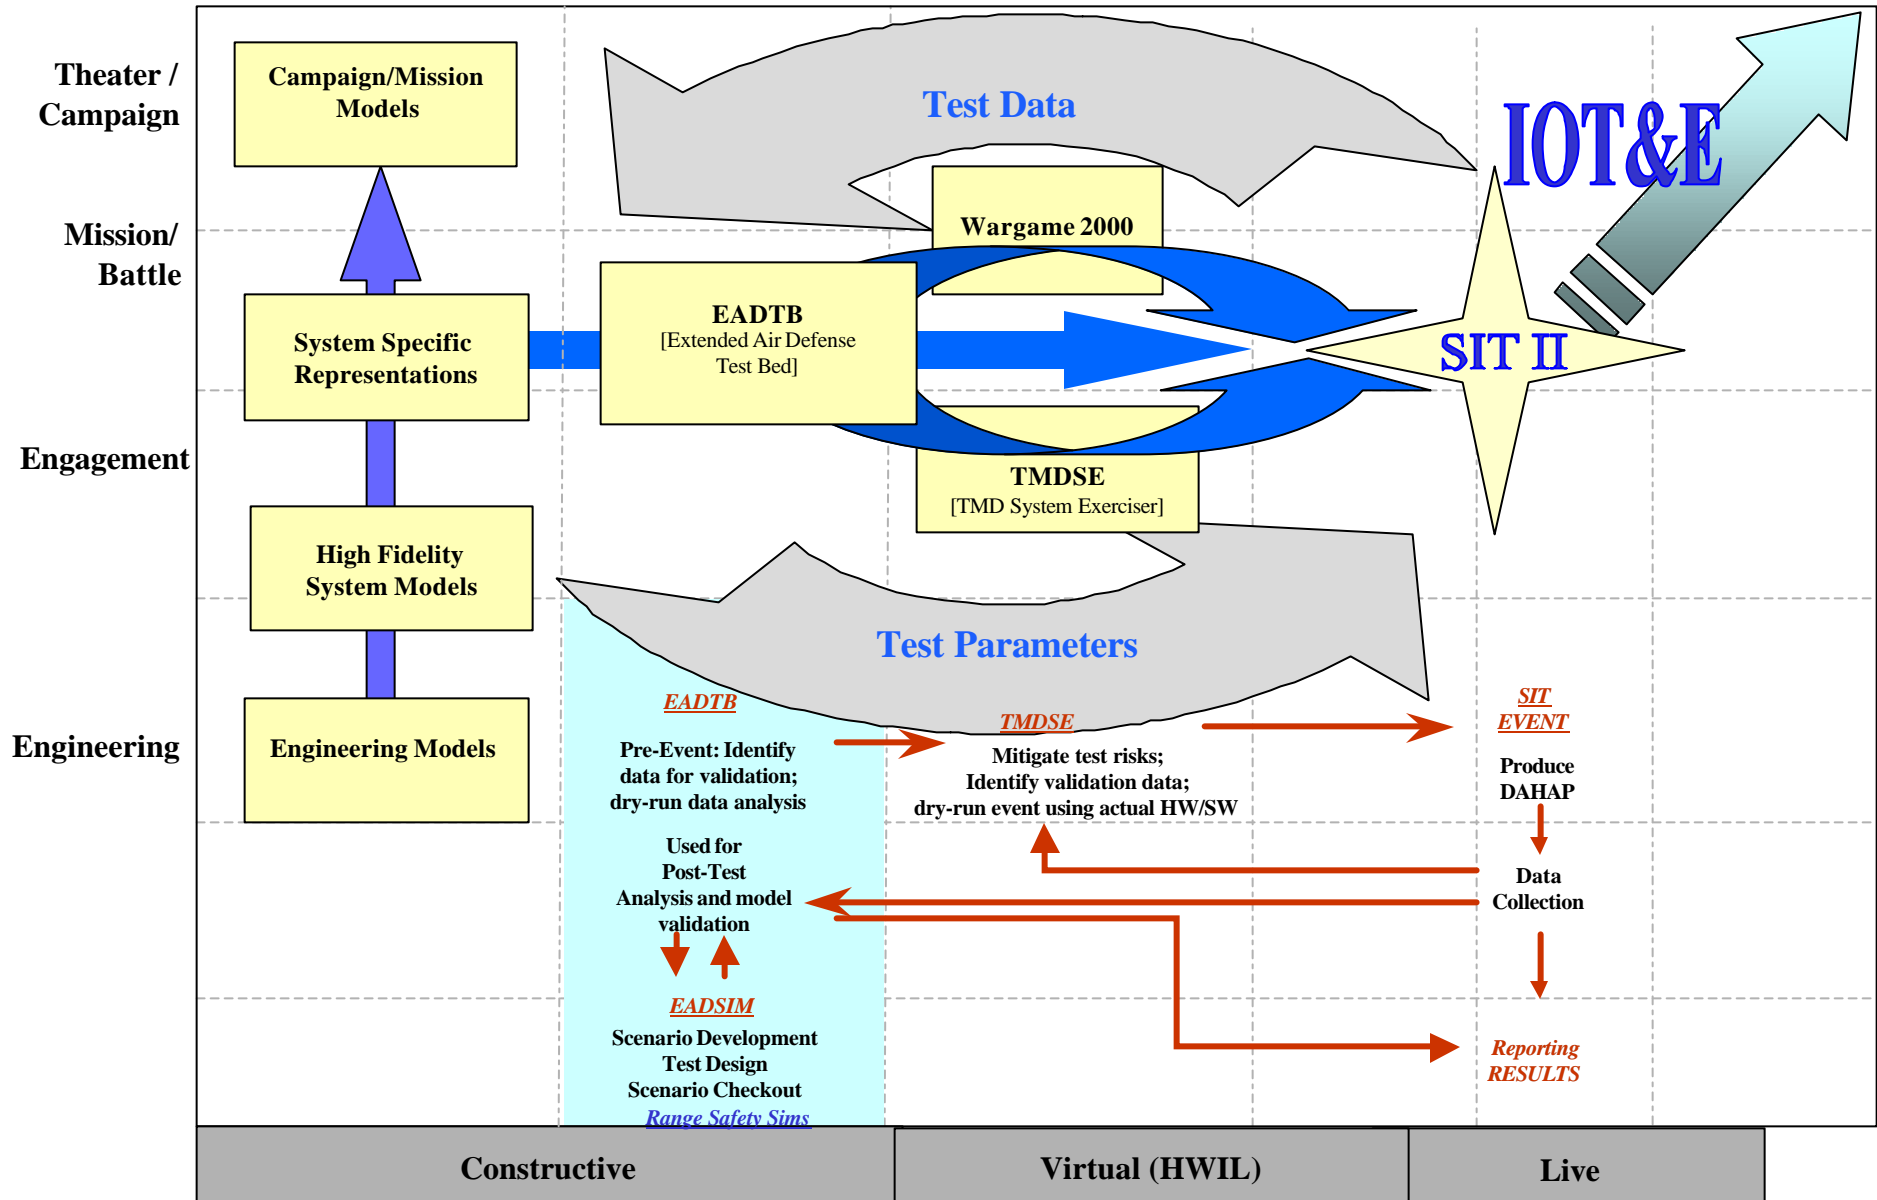 Theater /
Campaign
Mission/
Battle
Engagement
Engineering
Campaign/Mission
Models
System Specific
Representations
High Fidelity
System Models
Engineering Models
Test Data
Wargame 2000
EADTB
[Extended Air Defense
Test Bed]
TMDSE
[TMD System Exerciser]
IOT&E
SIT II
Test Parameters
EADTB
Pre-Event: Identify
data for validation;
dry-run data analysis
Used for
Post-Test
Analysis and model
validation
EADSIM
Scenario Development
Test Design
Scenario Checkout
Range Safety Sims
TMDSE
Mitigate test risks;
Identify validation data;
dry-run event using actual HW/SW
SIT
EVENT
Produce
DAHAP
Data
Collection
Reporting
RESULTS
Constructive
Virtual (HWIL)
Live